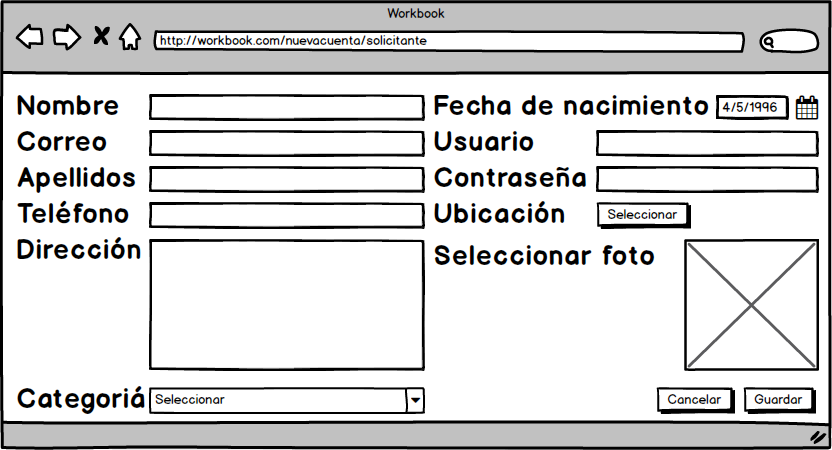 Workbook
http://workbook.com/nuevacuenta/solicitante
Nombre
Fecha de nacimiento 4/5/1996
Correo
Usuario
Apellidos
Contraseña
Teléfono
Ubicación Seleccionar
Dirección
Seleccionar foto
Categoriá Seleccionar
Cancelar Guardar